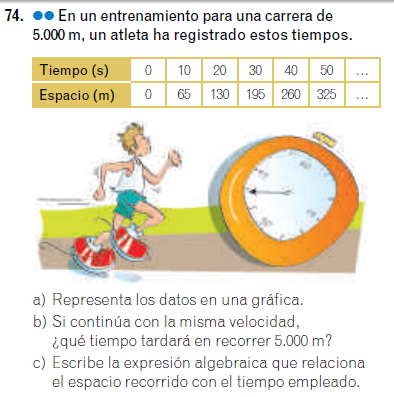 74. ●● En un entrenamiento para una carrera de
5.000 m, un atleta ha registrado estos tiempos.
Tiempo (s) 0 10 20 30 40 50 ...
Espacio (m) 0 65 130 195 260 325 ...
a) Representa los datos en una gráfica.
b) Si continúa con la misma velocidad,
¿qué tiempo tardará en recorrer 5.000 m?
c) Escribe la expresión algebraica que relaciona
el espacio recorrido con el tiempo empleado.